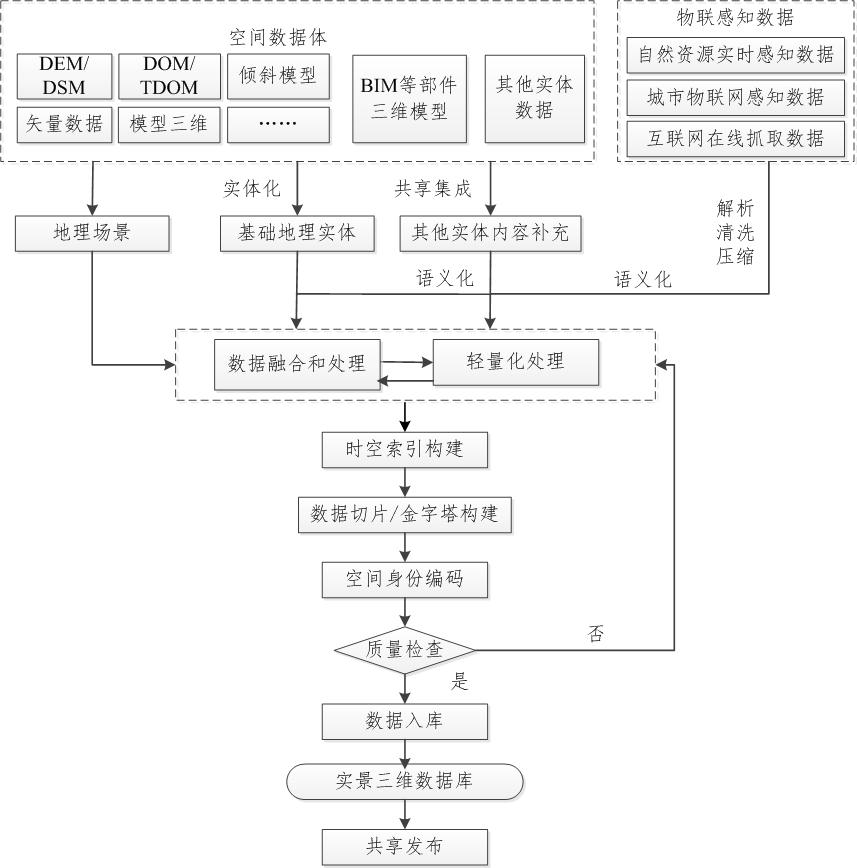 空间数据体
DEM/
DSM
DOM/
TDOM
倾斜模型
矢量数据
模型三维
……
BIM等部件
三维模型
其他实体
数据
物联感知数据
自然资源实时感知数据
城市物联网感知数据
互联网在线抓取数据
实体化
共享集成
解析
清洗
压缩
地理场景
基础地理实体
其他实体内容补充
语义化
语义化
数据融合和处理
轻量化处理
时空索引构建
数据切片/金字塔构建
空间身份编码
质量检查
否
是
数据入库
实景三维数据库
共享发布